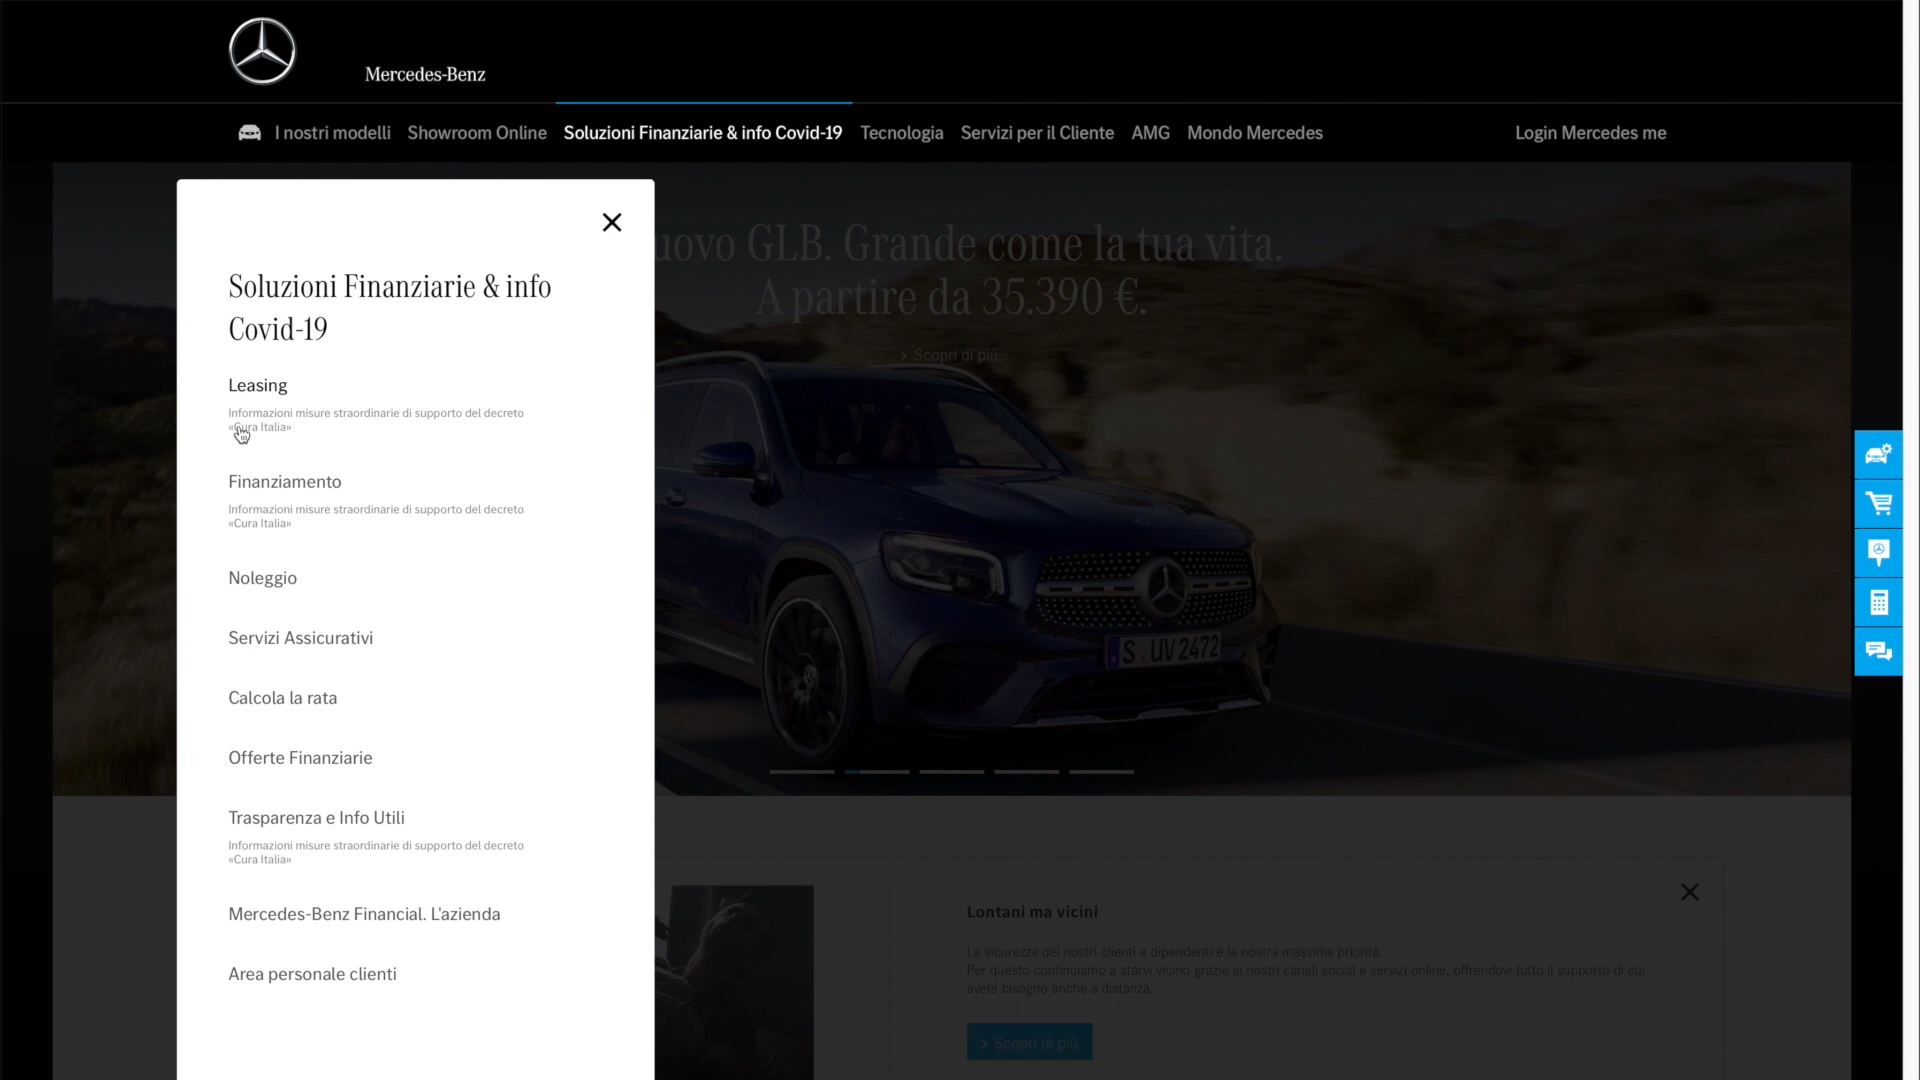 Mercedes-Benz
I nostri modelli Showroom Online Soluzioni Finanziarie & info Covid-19 Tecnologia Servizi per il Cliente AMG Mondo Mercedes Login Mercedes me
Soluzioni Finanziarie & info
Covid-19
Leasing
Informazioni misure straordinarie di supporto del decreto
«Cura Italia»
Finanziamento
Informazioni misure straordinarie di supporto del decreto
«Cura Italia»
Noleggio
Servizi Assicurativi
Calcola la rata
Offerte Finanziarie
Trasparenza e Info Utili
Informazioni misure straordinarie di supporto del decreto
«Cura Italia»
Mercedes-Benz Financial. L'azienda
Area personale clienti
uovo GLB. Grande come la tua vita.
A partire da 35.390 €.
Scopri di più.
S UV 2472
Lontani ma vicini
La sicurezza dei nostri clienti e dipendenti è la nostra massima priorità.
Per questo continuiamo a starvi vicino grazie ai nostri canali social e servizi online, offrendovi tutto il supporto di cui
avete bisogno anche a distanza.
Scopri di più